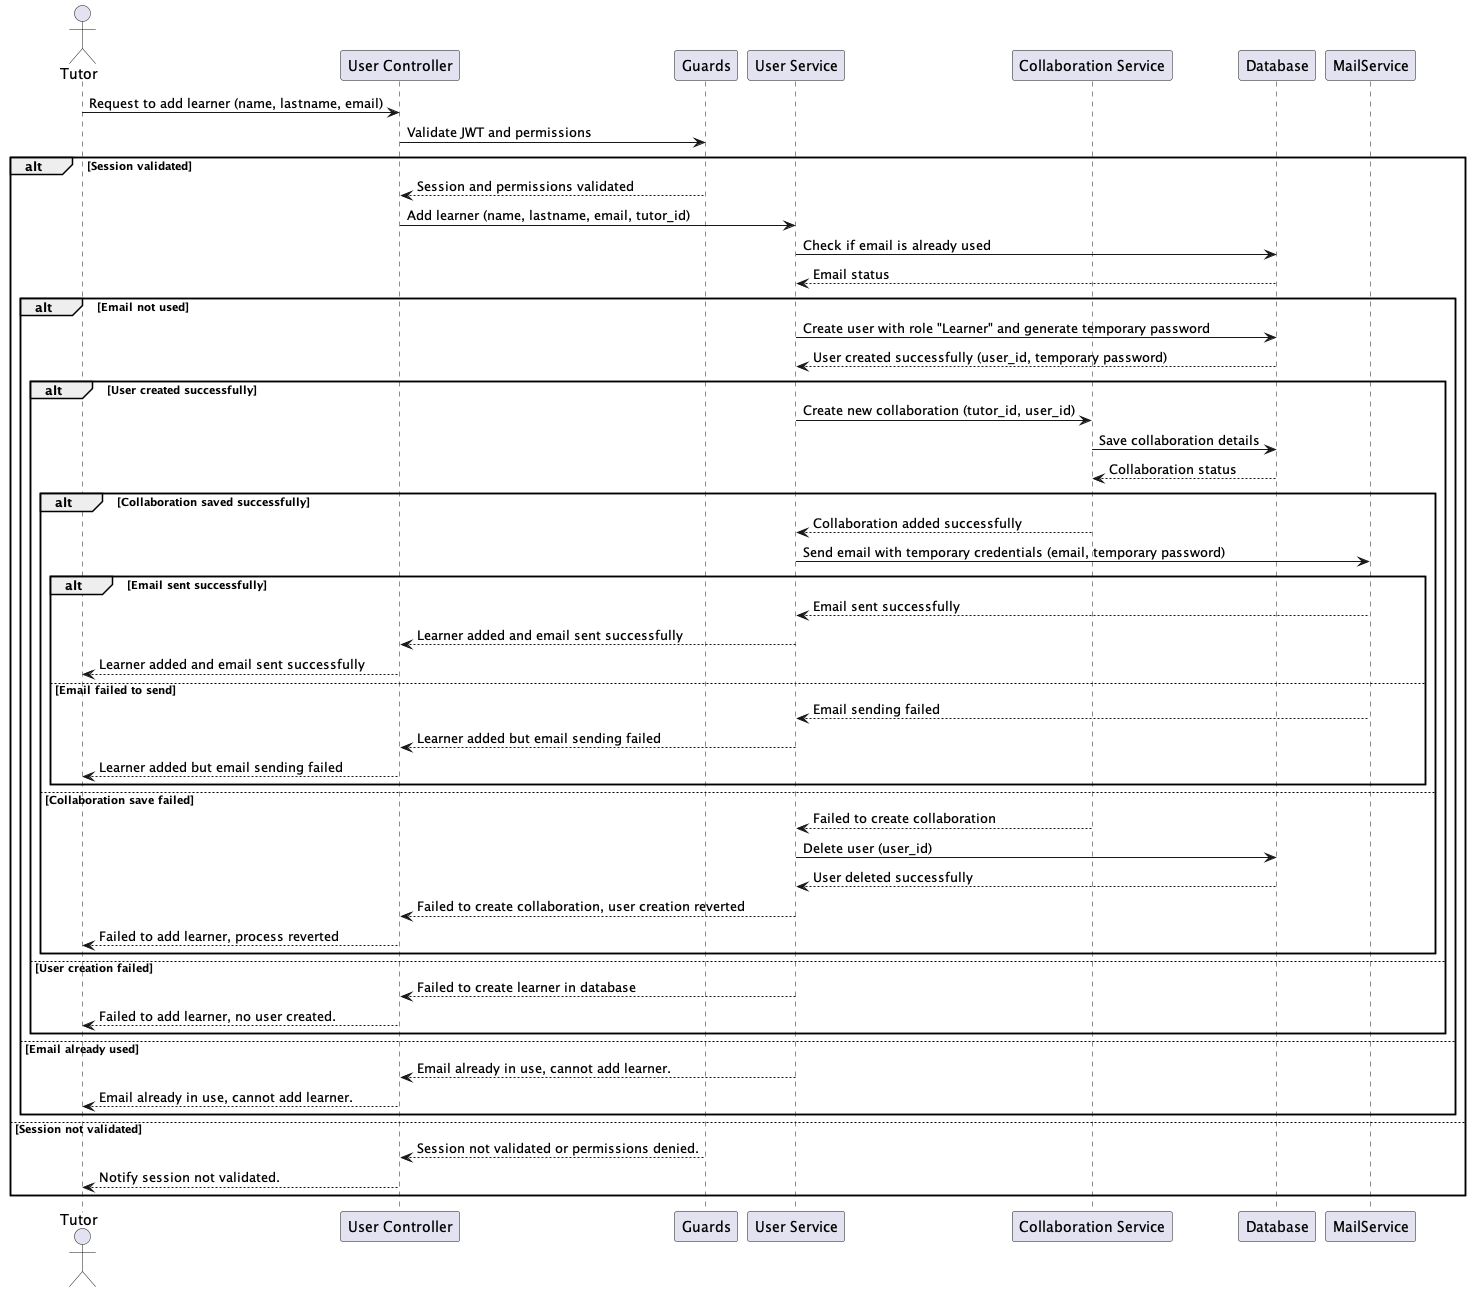 Tutor
User Controller
Guards
User Service
Collaboration Service
Database
MailService
Request to add learner (name, lastname, email)
Validate JWT and permissions
alt
[Session validated]
Session and permissions validated
Add learner (name, lastname, email, tutor_id)
Check if email is already used
Email status
alt
[Email not used]
Create user with role "Learner" and generate temporary password
User created successfully (user_id, temporary password)
alt
[User created successfully]
Create new collaboration (tutor_id, user_id)
Save collaboration details
Collaboration status
alt
[Collaboration saved successfully]
Collaboration added successfully
Send email with temporary credentials (email, temporary password)
alt
[Email sent successfully]
Email sent successfully
Learner added and email sent successfully
Learner added and email sent successfully
[Email failed to send]
Email sending failed
Learner added but email sending failed
Learner added but email sending failed
[Collaboration save failed]
Failed to create collaboration
Delete user (user_id)
User deleted successfully
Failed to create collaboration, user creation reverted
Failed to add learner, process reverted
[User creation failed]
Failed to create learner in database
Failed to add learner, no user created.
[Email already used]
Email already in use, cannot add learner.
Email already in use, cannot add learner.
[Session not validated]
Session not validated or permissions denied.
Notify session not validated.
Tutor
User Controller
Guards
User Service
Collaboration Service
Database
MailService